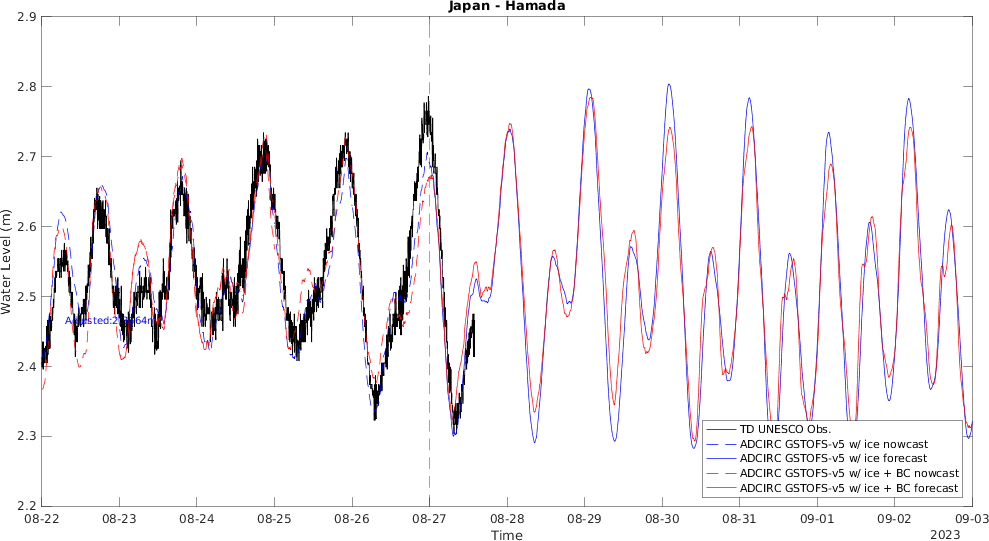 Japan - Hamada
Water Level (m)
2.9
2.8
2.7
2.6
2.5
2.4
2.3
2.2
TD UNESCO Obs.
ADCIRC GSTOFS-v5 w/ ice nowcast
ADCIRC GSTOFS-v5 w/ ice forecast
ADCIRC GSTOFS-v5 w/ ice + BC nowcast
ADCIRC GSTOFS-v5 w/ ice + BC forecast
08-22 08-23 08-24 08-25 08-26 08-27 08-28 08-29 08-30 08-31 09-01 09-02 09-03
Time
2023